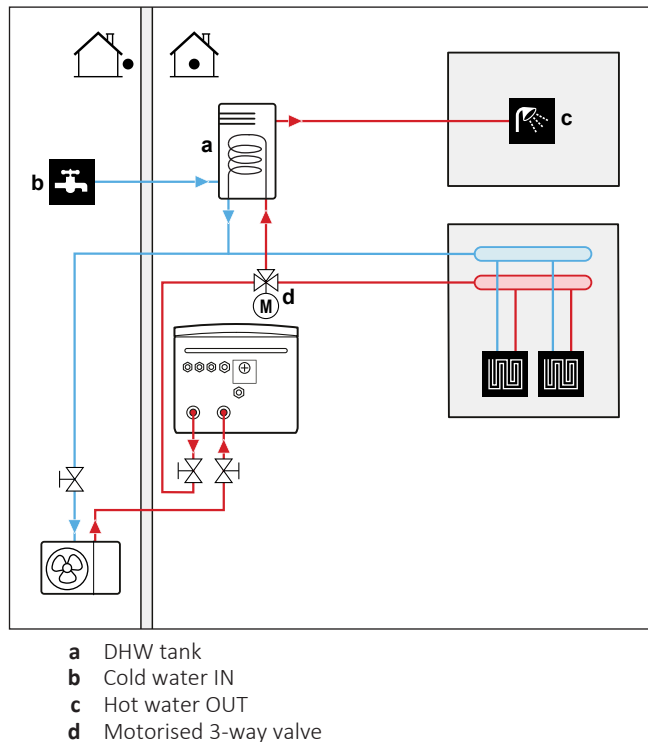 a
c
b
d
M
a DHW tank
b Cold water IN
c Hot water OUT
d Motorised 3-way valve